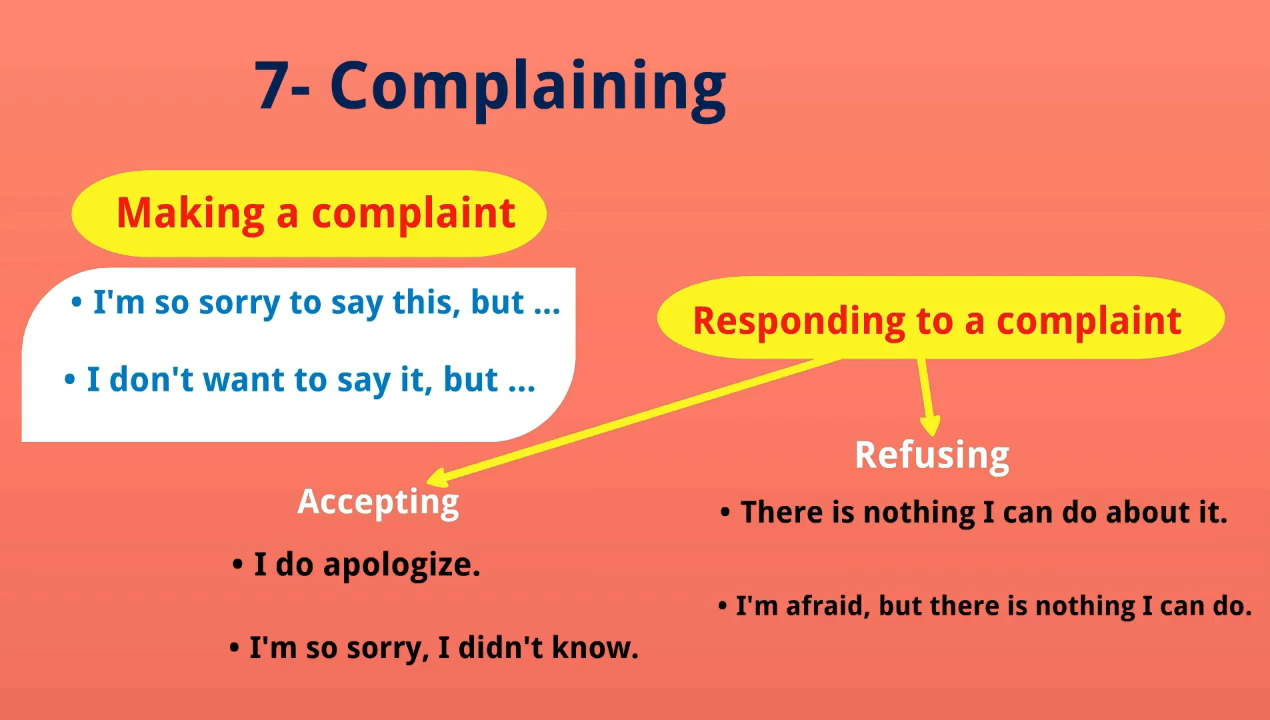 7- Complaining
Making a complaint
• I'm so sorry to say this, but ...
• I don't want to say it, but ...
Responding to a complaint
Accepting
• I do apologize.
• I'm so sorry, I didn't know.
Refusing
• There is nothing I can do about it.
• I'm afraid, but there is nothing I can do.